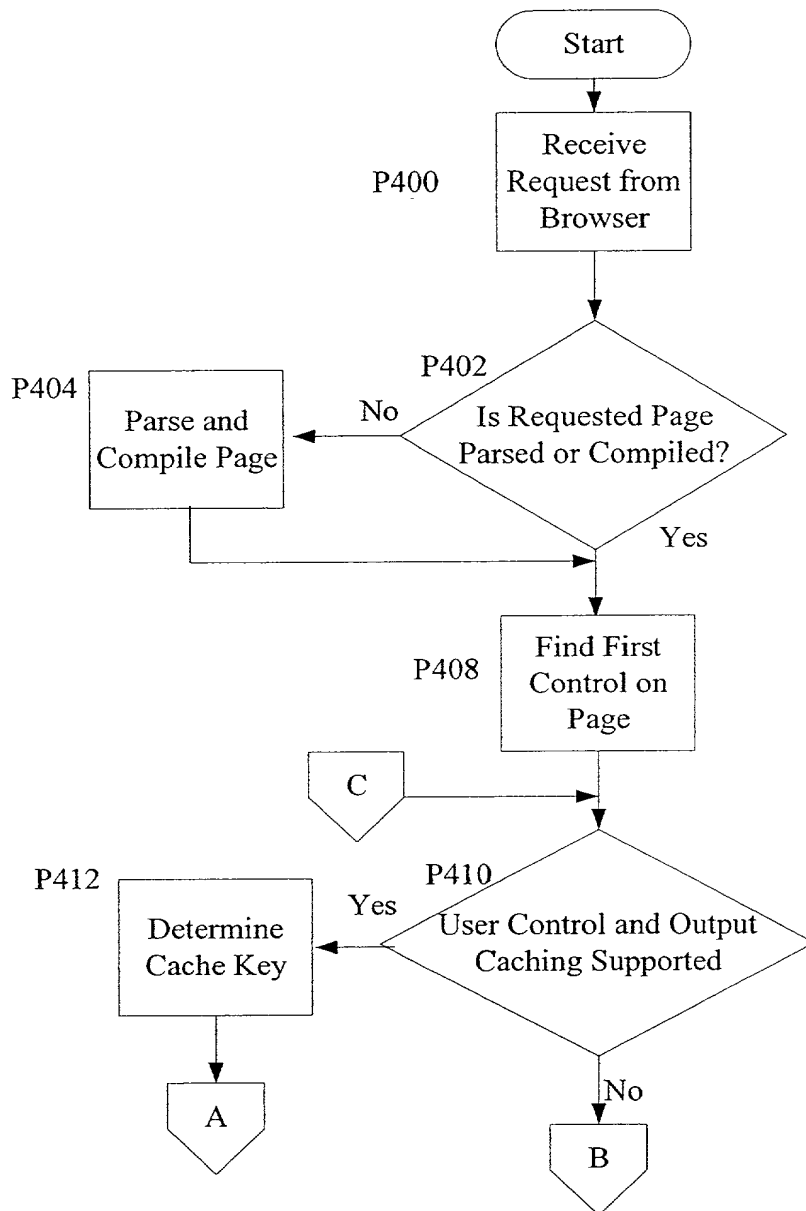 Start
P400
Receive
Request from
Browser
P402
P404
Parse and
Compile Page
No
Is Requested Page
Parsed or Compiled?
Yes
P408
Find First
Control on
Page
C
P412
P410
Yes
Determine
Cache Key
User Control and Output
Caching Supported
A
No
B